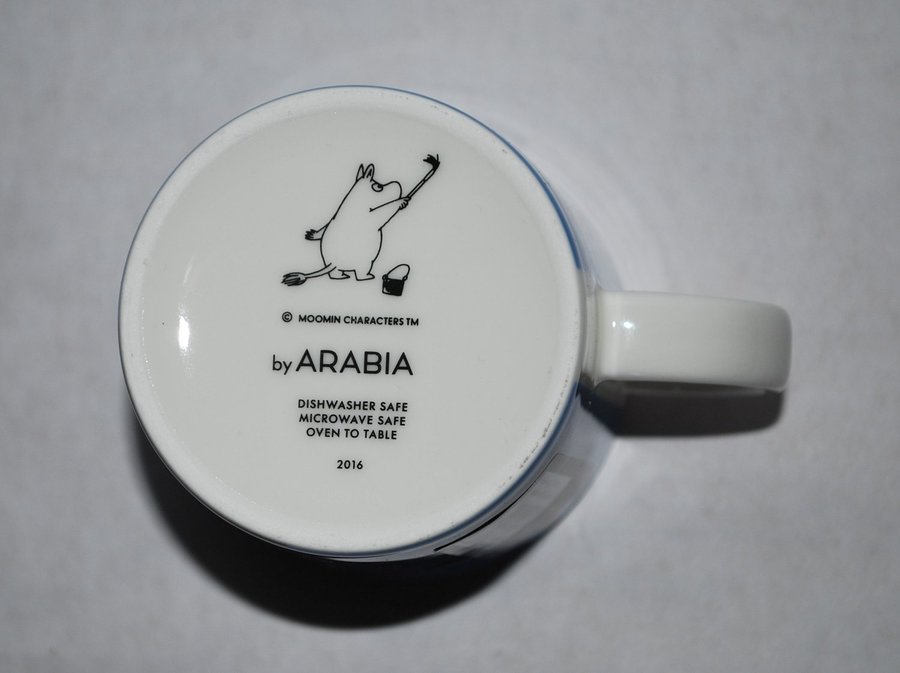 © MOOMIN CHARACTERS TM
by ARABIA
DISHWASHER SAFE
MICROWAVE SAFE
OVEN TO TABLE
2016